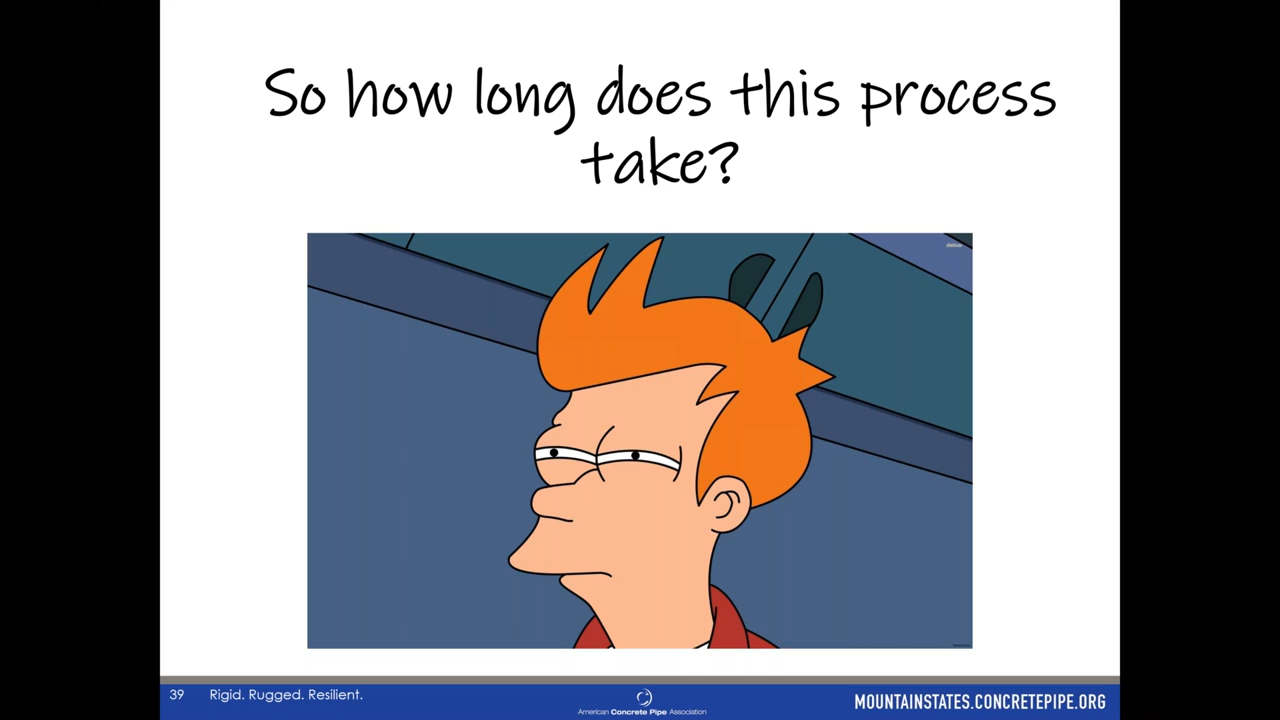 So how long does this process
take?
39
Rigid. Rugged. Resilient.
American Concrete Pipe Association
MOUNTAINSTATES.CONCRETEPIPE.ORG